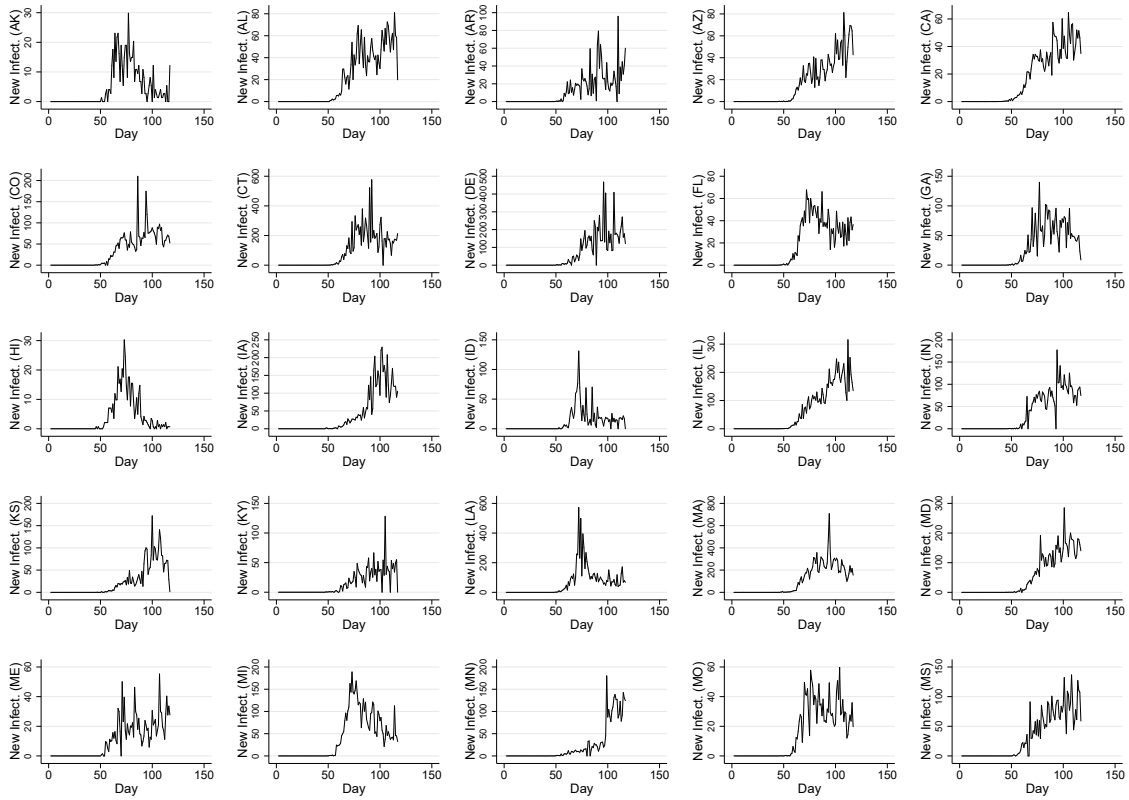 New Infect. (AK)
0 10 20 30
0 50 100 150
Day
New Infect. (AL)
0 20 40 60 80
0 50 100 150
Day
New Infect. (AR)
0 20 40 60 80 100
0 50 100 150
Day
New Infect. (AZ)
0 20 40 60 80
0 50 100 150
Day
New Infect. (CA)
0 20 40 60
0 50 100 150
Day
New Infect. (CO)
0 50 100 150 200
0 50 100 150
Day
New Infect. (CT)
0 200 400 600
0 50 100 150
Day
New Infect. (DE)
0 100 200 300 400 500
0 50 100 150
Day
New Infect. (FL)
0 20 40 60 80
0 50 100 150
Day
New Infect. (GA)
0 50 100 150
0 50 100 150
Day
New Infect. (HI)
0 10 20 30
0 50 100 150
Day
New Infect. (IA)
0 50 100 150 200 250
0 50 100 150
Day
New Infect. (ID)
0 50 100 150
0 50 100 150
Day
New Infect. (IL)
0 100 200 300
0 50 100 150
Day
New Infect. (IN)
0 50 100 150 200
0 50 100 150
Day
New Infect. (KS)
0 50 100 150 200
0 50 100 150
Day
New Infect. (KY)
0 50 100 150
0 50 100 150
Day
New Infect. (LA)
0 200 400 600
0 50 100 150
Day
New Infect. (MA)
0 200 400 600 800
0 50 100 150
Day
New Infect. (MD)
0 100 200 300
0 50 100 150
Day
New Infect. (ME)
0 20 40 60
0 50 100 150
Day
New Infect. (MI)
0 50 100 150 200
0 50 100 150
Day
New Infect. (MN)
0 50 100 150 200
0 50 100 150
Day
New Infect. (MO)
0 20 40 60
0 50 100 150
Day
New Infect. (MS)
0 50 100 150
0 50 100 150
Day